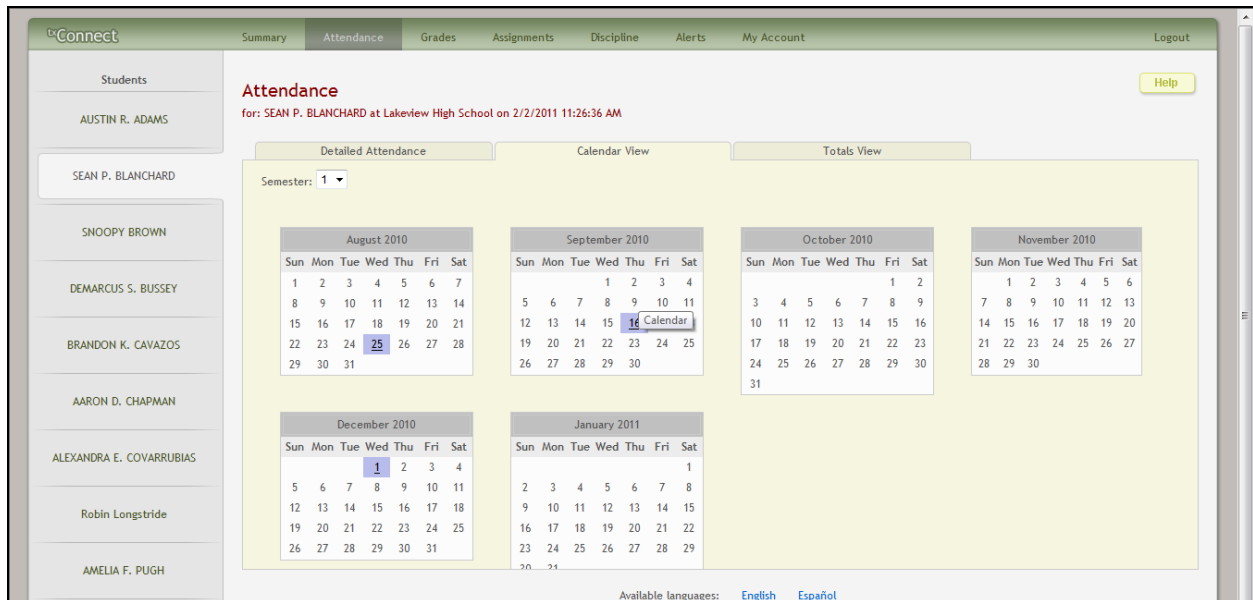 txConnect
Summary Attendance Grades Assignments Discipline Alerts My Account Logout
Students
AUSTIN R. ADAMS
SEAN P. BLANCHARD
SNOOPY BROWN
DEMARCUS S. BUSSEY
BRANDON K. CAVAZOS
AARON D. CHAPMAN
ALEXANDRA E. COVARRUBIAS
Robin Longstride
AMELIA F. PUGH
Attendance
Help
for: SEAN P. BLANCHARD at Lakeview High School on 2/2/2011 11:26:36 AM
Detailed Attendance Calendar View Totals View
Semester: 1
August 2010
Sun Mon Tue Wed Thu Fri Sat
1 2 3 4 5 6 7
8 9 10 11 12 13 14
15 16 17 18 19 20 21
22 23 24 25 26 27 28
29 30 31
September 2010
Sun Mon Tue Wed Thu Fri Sat
1 2 3 4
5 6 7 8 9 10 11
12 13 14 15 16 Calendar
19 20 21 22 23 24 25
26 27 28 29 30
October 2010
Sun Mon Tue Wed Thu Fri Sat
1 2
3 4 5 6 7 8 9
10 11 12 13 14 15 16
17 18 19 20 21 22 23
24 25 26 27 28 29 30
31
November 2010
Sun Mon Tue Wed Thu Fri Sat
1 2 3 4 5 6
7 8 9 10 11 12 13
14 15 16 17 18 19 20
21 22 23 24 25 26 27
28 29 30
December 2010
Sun Mon Tue Wed Thu Fri Sat
1 2 3 4
5 6 7 8 9 10 11
12 13 14 15 16 17 18
19 20 21 22 23 24 25
26 27 28 29 30 31
January 2011
Sun Mon Tue Wed Thu Fri Sat
1
2 3 4 5 6 7 8
9 10 11 12 13 14 15
16 17 18 19 20 21 22
23 24 25 26 27 28 29
30 31
Available languages: English Español